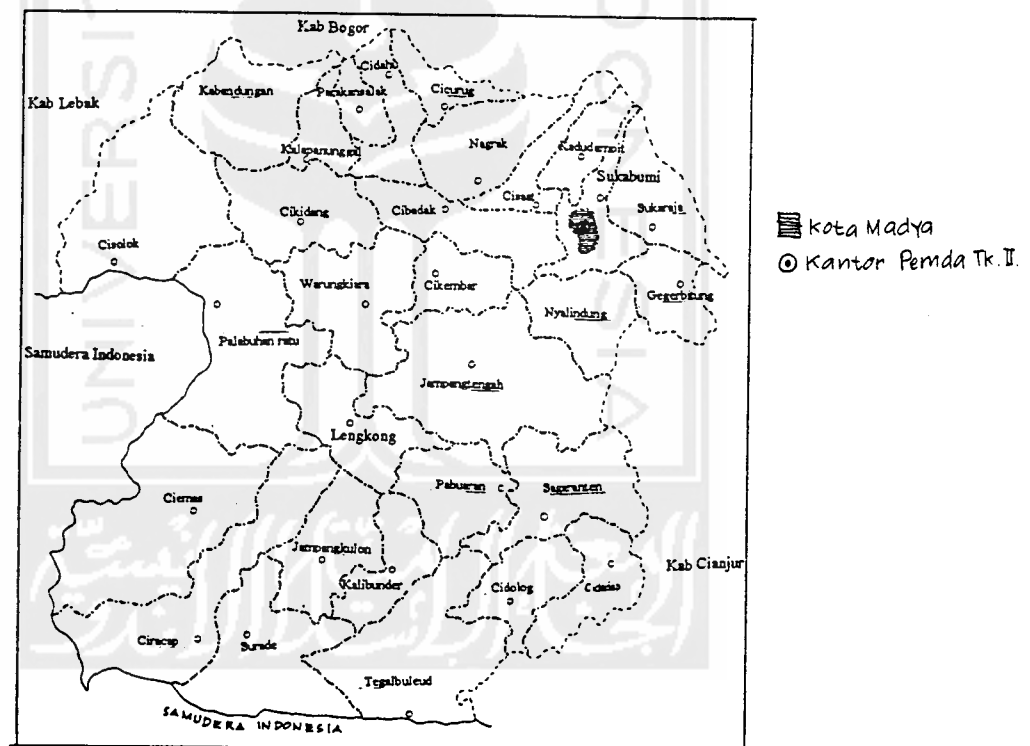 Kab Bogor
Cidahu
Kab Lebak
Kabandungan
Parakansalak
Cicurug
Nagrak
Kalapanunggal
Kadudampit
Cisaat
Sukabumi
Cikidang
Cibadak
Sukaraja
Cisolok
Kota Madya
Kantor Pemda Tk. II.
Warungkiara
Cikembar
Nyalindung
Gegerbitung
Samudera Indonesia
Palabuhan ratu
Jampangtengah
Lengkong
Ciemas
Pabuaran
Sagaranten
Jampangkulon
Kalibunder
Cidolog
Kab Cianjur
Ciracap
Surade
Tegalbuleud
SAMUDERA INDONESIA
UNIVERSI